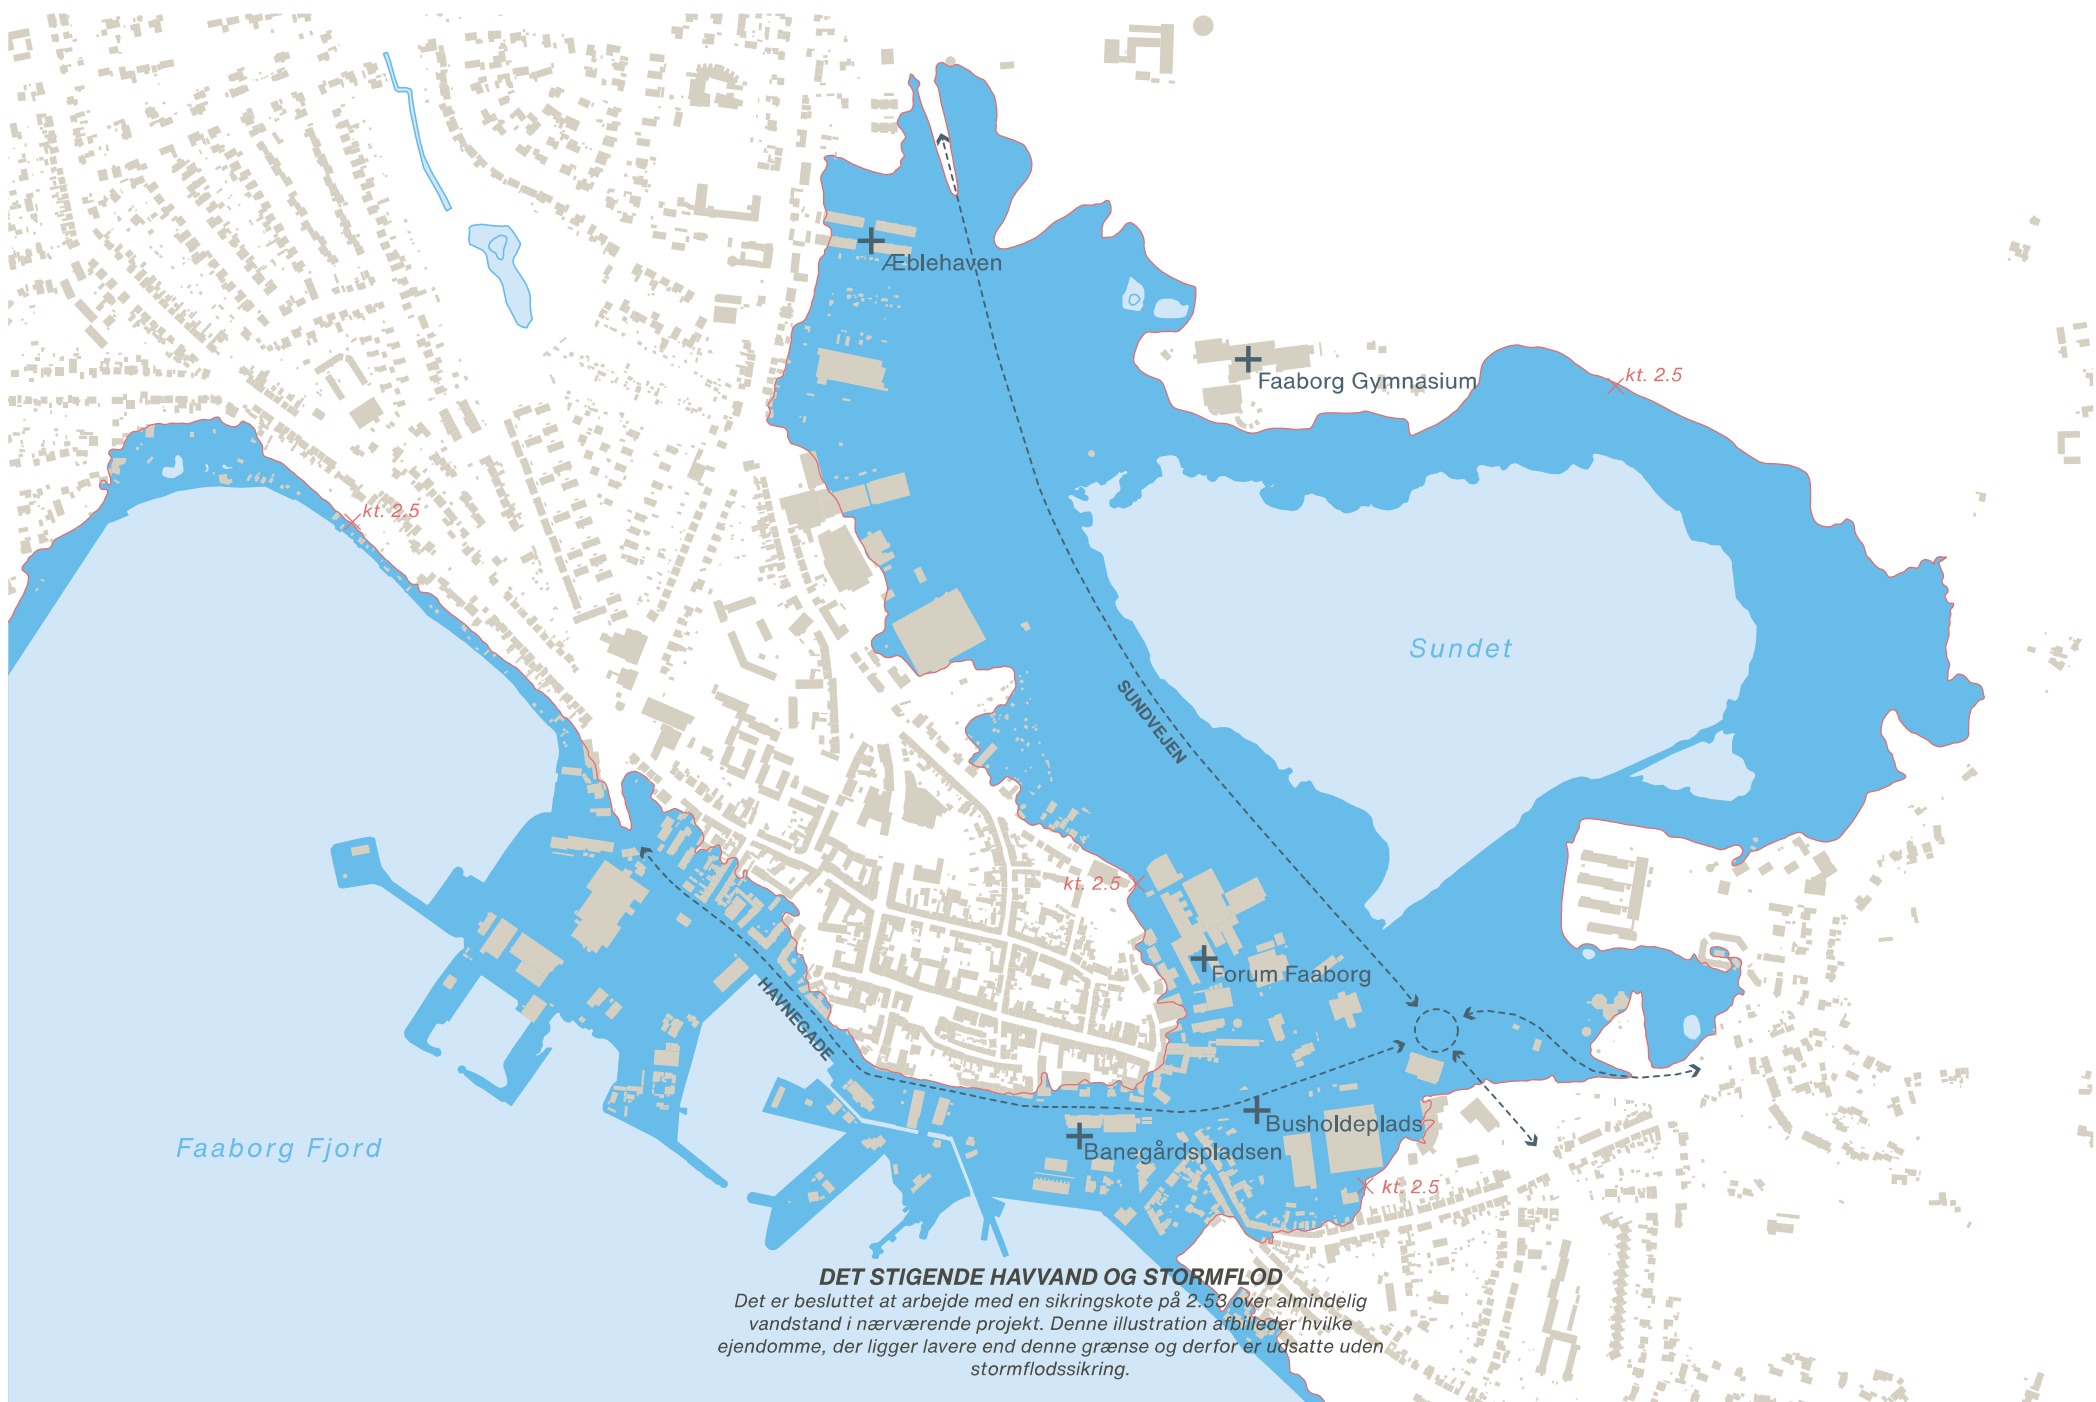 Æblehaven
Faaborg Gymnasium
kt. 2.5
kt. 2.5
Sundet
SUNDVEJEN
kt. 2.5
Forum Faaborg
HAVNEGADE
Busholdeplads
Banegårdspladsen
Faaborg Fjord
kt. 2.5
DET STIGENDE HAVVAND OG STORMFLOD
Det er besluttet at arbejde med en sikringskote på 2.53 over almindelig
vandstand i nærværende projekt. Denne illustration afbilleder hvilke
ejendomme, der ligger lavere end denne grænse og derfor er udsatte uden
stormflodssikring.